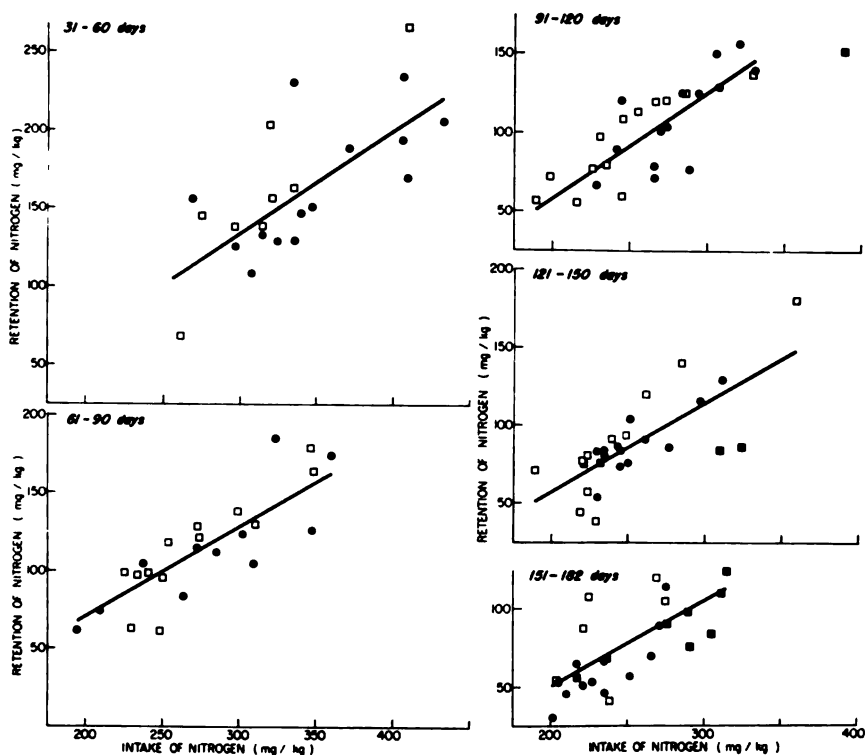 31-60 days
250
200
150
100
50
RETENTION OF NITROGEN (mg/kg)
61-90 days
200
150
100
50
RETENTION OF NITROGEN (mg/kg)
200 250 300 350 400
INTAKE OF NITROGEN (mg/kg)
91-120 days
150
100
50
121-150 days
200
150
100
50
RETENTION OF NITROGEN (mg/kg)
151-182 days
100
50
200 300 400
INTAKE OF NITROGEN (mg/kg)